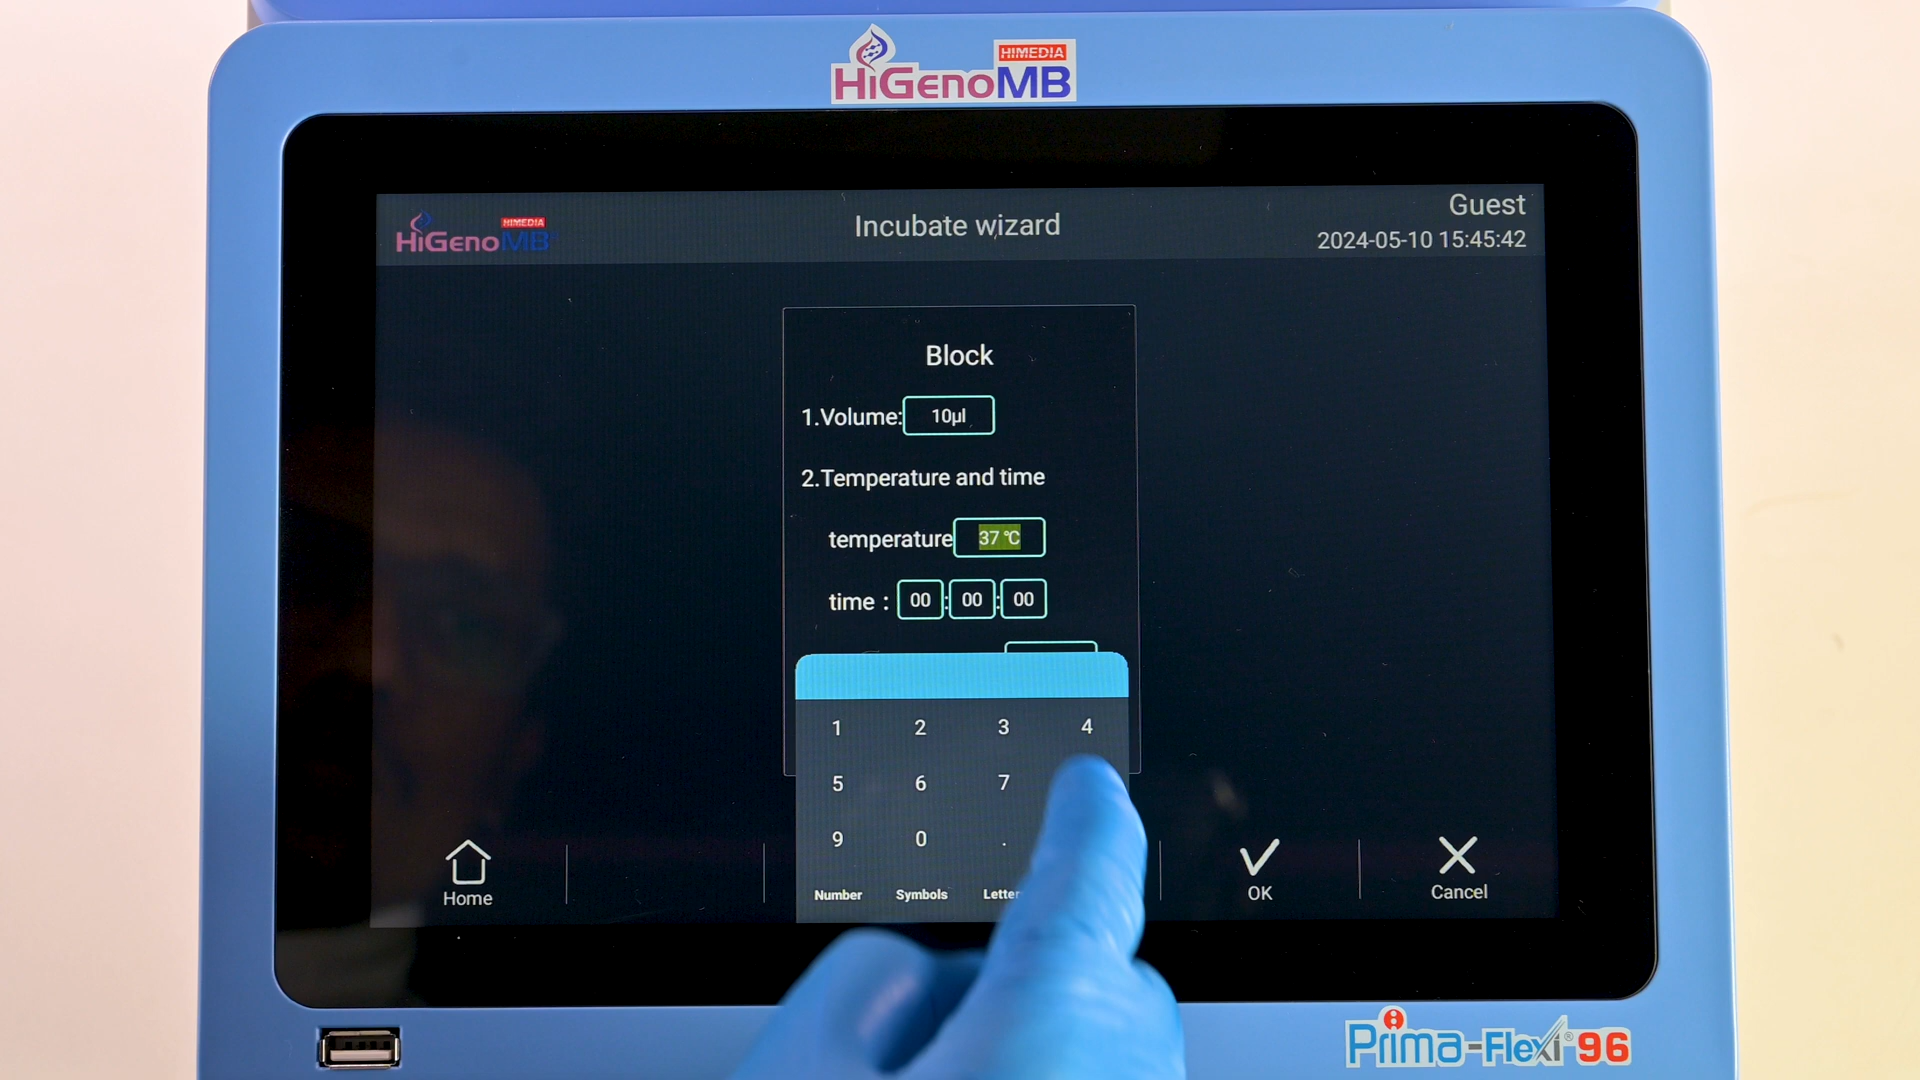 HIMEDIA
HiGenoMB
HIMEDIA
HiGenoMB
Incubate wizard
Guest
2024-05-10 15:45:42
Block
1.Volume: 10µl
2.Temperature and time
temperature 37 ℃
time : 00 : 00 : 00
1 2 3 4
5 6 7
9 0 .
Number Symbols
Home
OK
Cancel
Prima-Flexi® 96